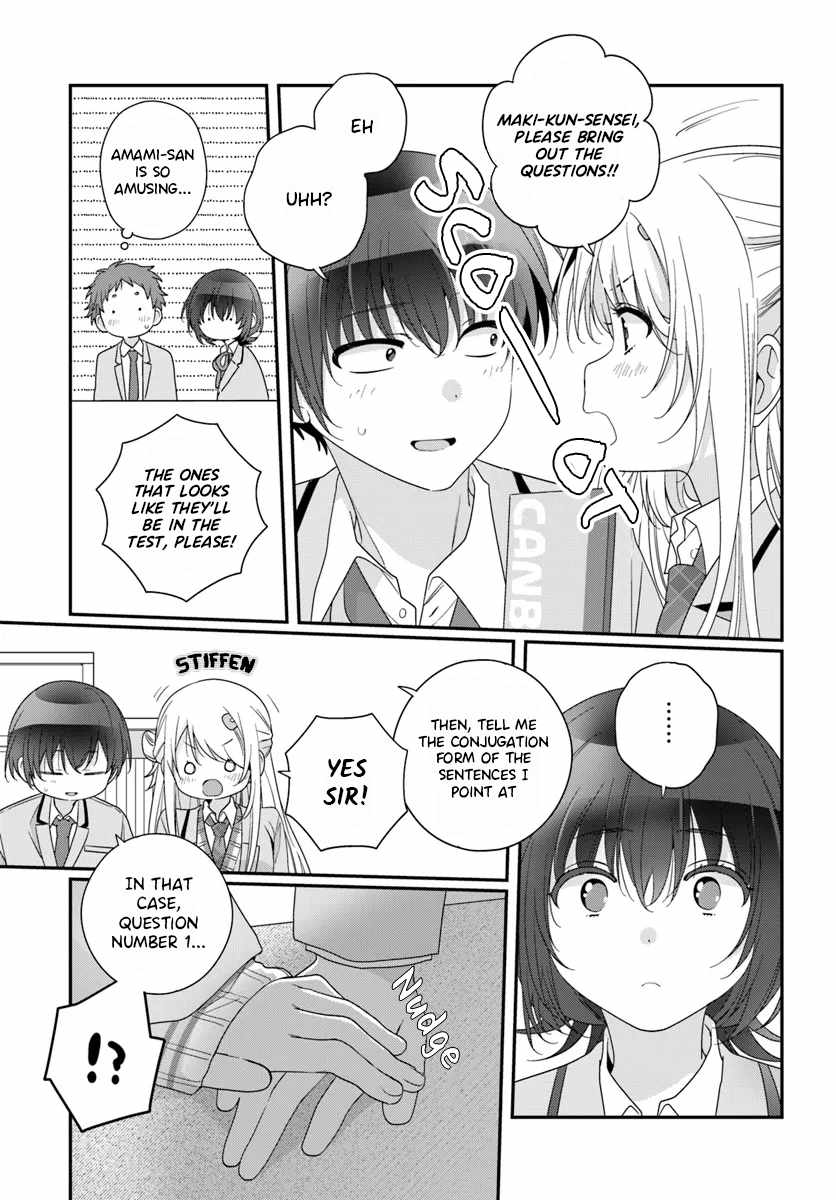 MAKI-KUN-SENSEI,
PLEASE BRING
OUT THE
QUESTIONS!!
SCOOT
EH
UHH?
CANB
AMAMI-SAN
IS SO
AMUSING...
THE ONES
THAT LOOKS
LIKE THEY'LL
BE IN THE
TEST, PLEASE!
......
THEN, TELL ME
THE CONJUGATION
FORM OF THE
SENTENCES I
POINT AT
YES
SIR!
STIFFEN
IN THAT
CASE,
QUESTION
NUMBER 1...
Nudge
!?